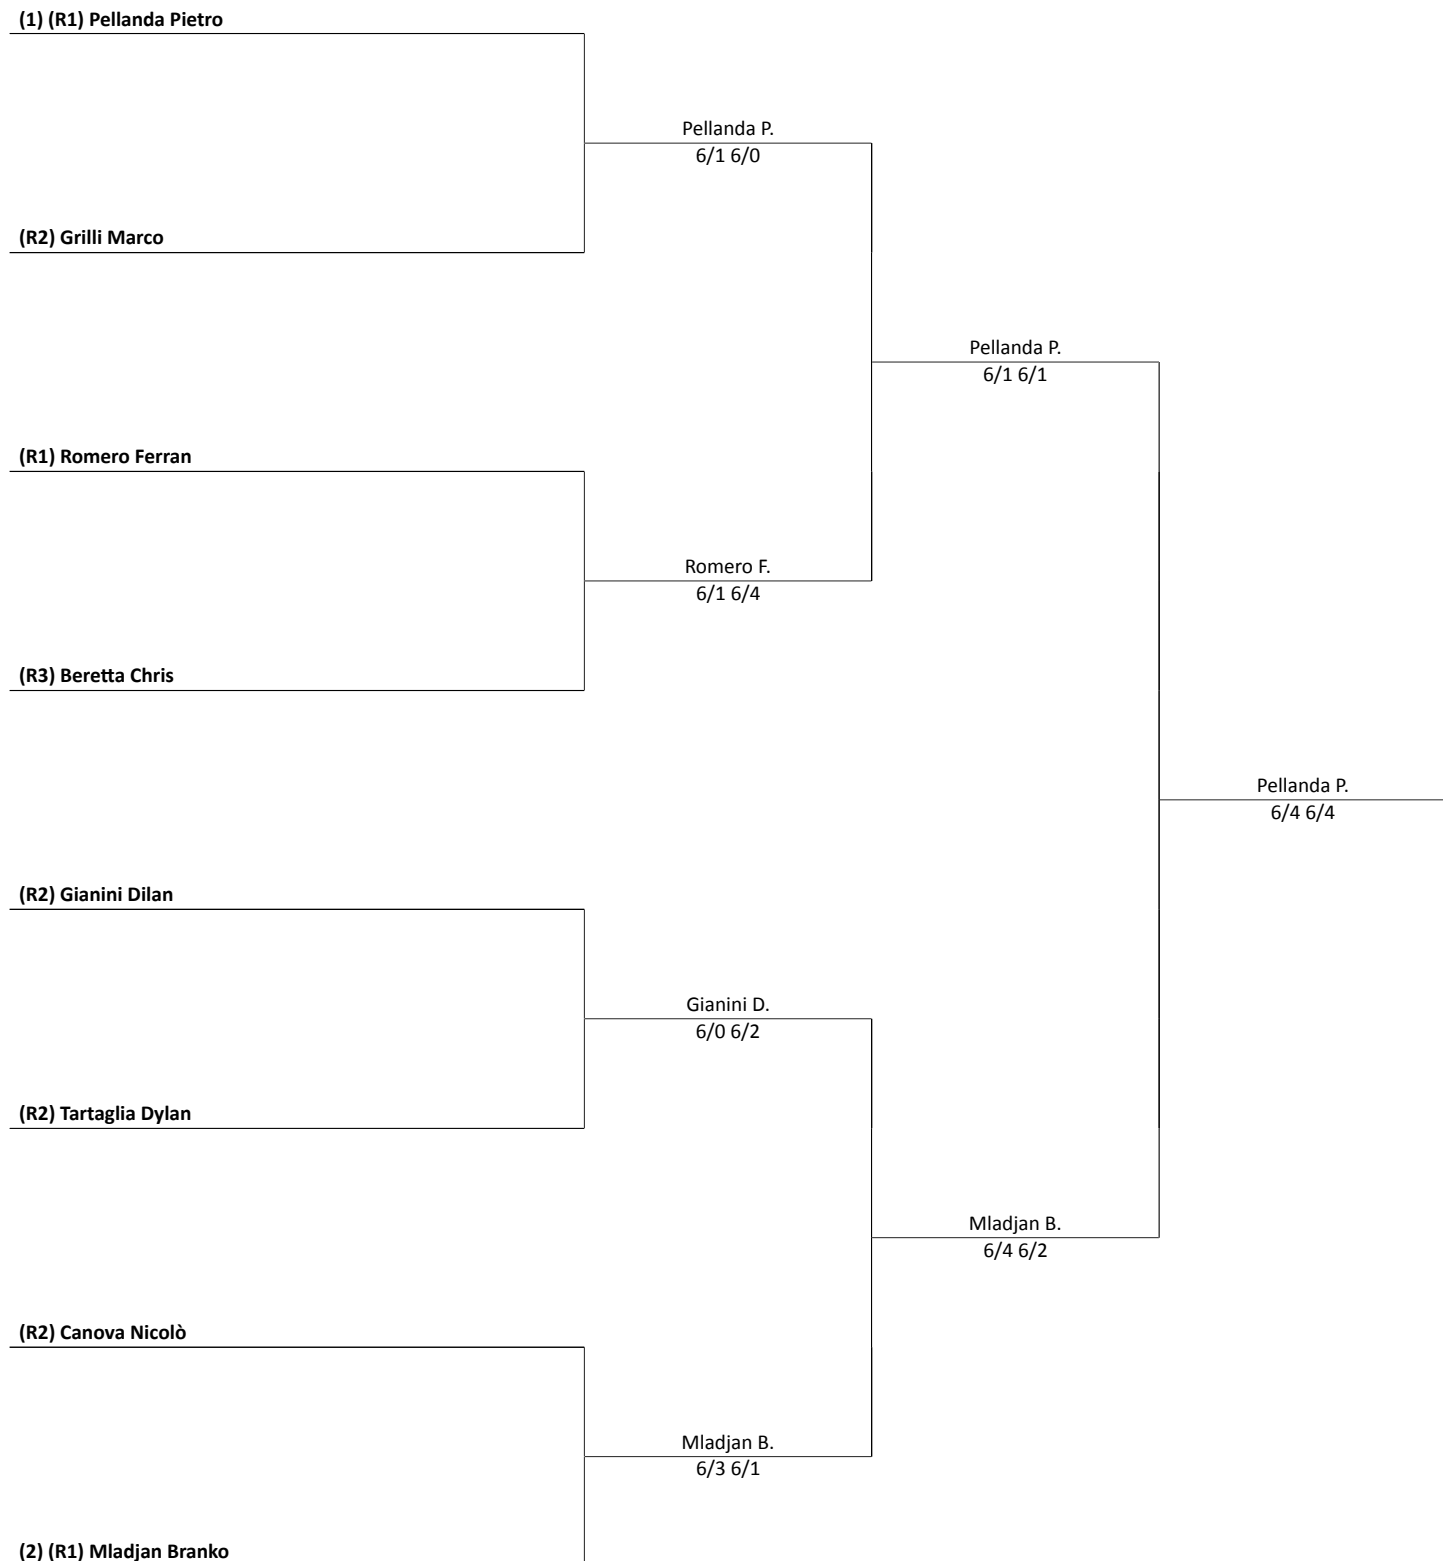 (1) (R1) Pellanda Pietro
Pellanda P.
6/1 6/0
(R2) Grilli Marco
Pellanda P.
6/1 6/1
(R1) Romero Ferran
Romero F.
6/1 6/4
(R3) Beretta Chris
Pellanda P.
6/4 6/4
(R2) Gianini Dilan
Gianini D.
6/0 6/2
(R2) Tartaglia Dylan
Mladjan B.
6/4 6/2
(R2) Canova Nicolò
Mladjan B.
6/3 6/1
(2) (R1) Mladjan Branko